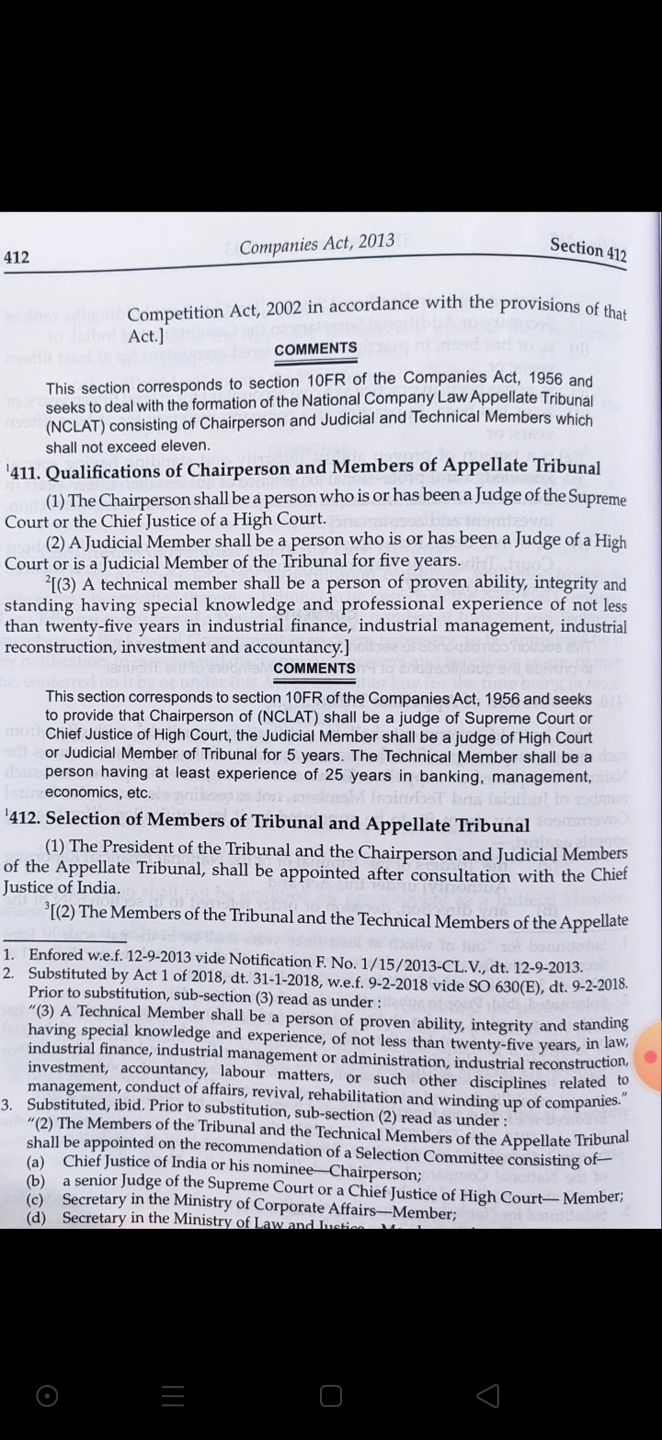 412
Companies Act, 2013
Section 412
Competition Act, 2002 in accordance with the provisions of that
Act.]
COMMENTS
This section corresponds to section 10FR of the Companies Act, 1956 and
seeks to deal with the formation of the National Company Law Appellate Tribunal
(NCLAT) consisting of Chairperson and Judicial and Technical Members which
shall not exceed eleven.
¹411. Qualifications of Chairperson and Members of Appellate Tribunal
(1) The Chairperson shall be a person who is or has been a Judge of the Supreme
Court or the Chief Justice of a High Court.
(2) A Judicial Member shall be a person who is or has been a Judge of a High
Court or is a Judicial Member of the Tribunal for five years.
²[(3) A technical member shall be a person of proven ability, integrity and
standing having special knowledge and professional experience of not less
than twenty-five years in industrial finance, industrial management, industrial
reconstruction, investment and accountancy.]
COMMENTS
This section corresponds to section 10FR of the Companies Act, 1956 and seeks
to provide that Chairperson of (NCLAT) shall be a judge of Supreme Court or
Chief Justice of High Court, the Judicial Member shall be a judge of High Court
or Judicial Member of Tribunal for 5 years. The Technical Member shall be a
person having at least experience of 25 years in banking, management,
economics, etc.
¹412. Selection of Members of Tribunal and Appellate Tribunal
(1) The President of the Tribunal and the Chairperson and Judicial Members
of the Appellate Tribunal, shall be appointed after consultation with the Chief
Justice of India.
³[(2) The Members of the Tribunal and the Technical Members of the Appellate
1. Enfored w.e.f. 12-9-2013 vide Notification F. No. 1/15/2013-CL.V., dt. 12-9-2013.
2. Substituted by Act 1 of 2018, dt. 31-1-2018, w.e.f. 9-2-2018 vide SO 630(E), dt. 9-2-2018.
Prior to substitution, sub-section (3) read as under :
"(3) A Technical Member shall be a person of proven ability, integrity and standing
having special knowledge and experience, of not less than twenty-five years, in law,
industrial finance, industrial management or administration, industrial reconstruction,
investment, accountancy, labour matters, or such other disciplines related to
management, conduct of affairs, revival, rehabilitation and winding up of companies."
3. Substituted, ibid. Prior to substitution, sub-section (2) read as under :
"(2) The Members of the Tribunal and the Technical Members of the Appellate Tribunal
shall be appointed on the recommendation of a Selection Committee consisting of—
(a) Chief Justice of India or his nominee—Chairperson;
(b) a senior Judge of the Supreme Court or a Chief Justice of High Court— Member;
(c) Secretary in the Ministry of Corporate Affairs—Member;
(d) Secretary in the Ministry of Law and Justice